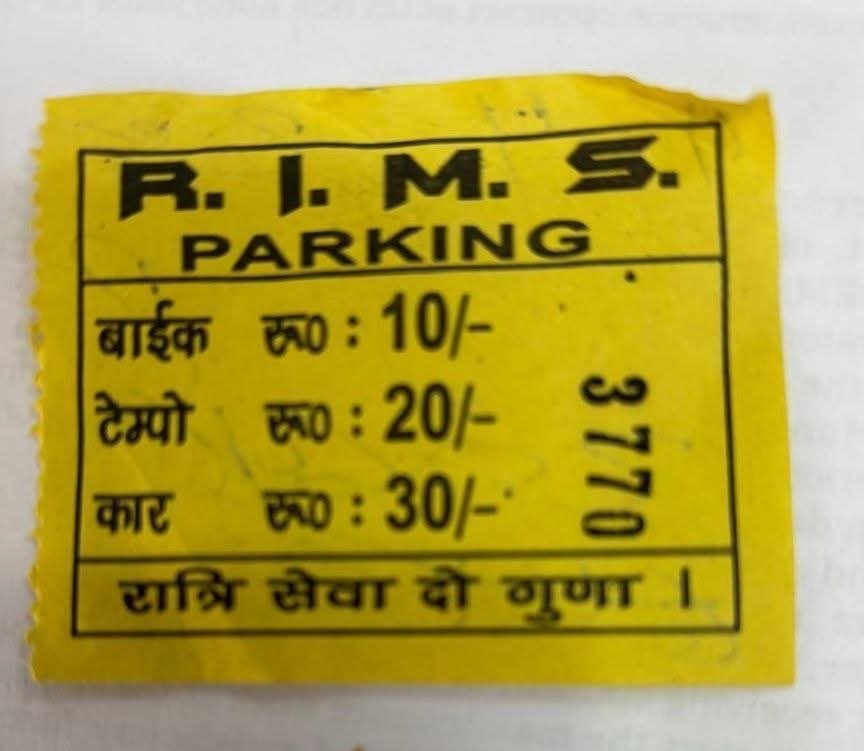 R. I. M. S.
PARKING
बाईक रू0 : 10/-
टेम्पो रू0 : 20/-
कार रू0 : 30/-
3770
रात्रि सेवा दो गुणा ।